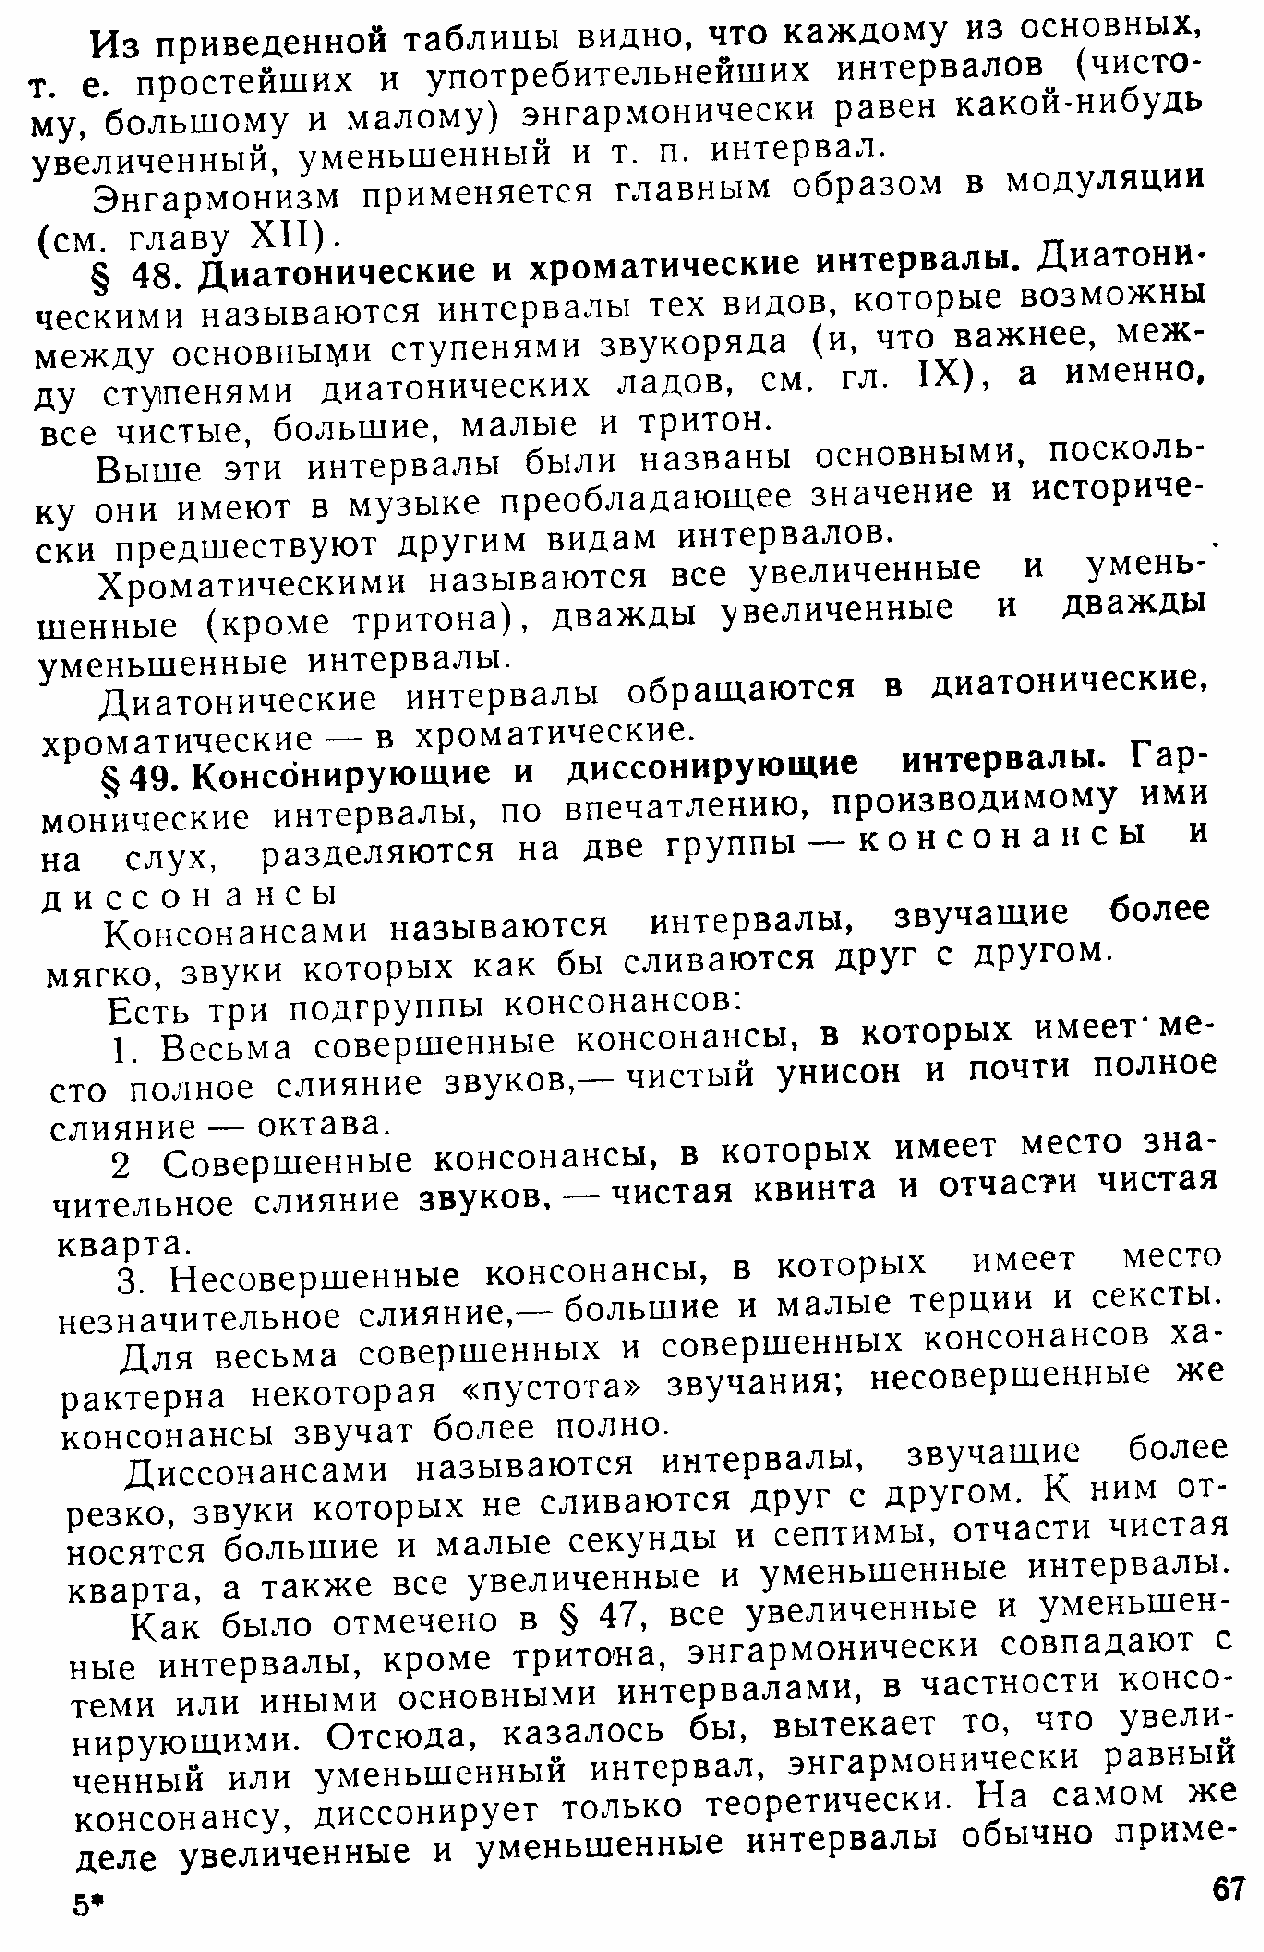 Из приведенной таблицы видно, что каждому из основных,
т. е. простейших и употребительнейших интервалов (чисто-
му, большому и малому) энгармонически равен какой-нибудь
увеличенный, уменьшенный и т. п. интервал.
Энгармонизм применяется главным образом в модуляции
(см. главу XII).
§ 48. Диатонические и хроматические интервалы. Диатони-
ческими называются интервалы тех видов, которые возможны
между основными ступенями звукоряда (и, что важнее, меж-
ду ступенями диатонических ладов, см. гл. IX), а именно,
все чистые, большие, малые и тритон.
Выше эти интервалы были названы основными, посколь-
ку они имеют в музыке преобладающее значение и историче-
ски предшествуют другим видам интервалов.
Хроматическими называются все увеличенные и умень-
шенные (кроме тритона), дважды увеличенные и дважды
уменьшенные интервалы.
Диатонические интервалы обращаются в диатонические,
хроматические — в хроматические.
§ 49. Консонирующие и диссонирующие интервалы. Гар-
монические интервалы, по впечатлению, производимому ими
на слух, разделяются на две группы — консонансы и
диссонансы
Консонансами называются интервалы, звучащие более
мягко, звуки которых как бы сливаются друг с другом.
Есть три подгруппы консонансов:
1. Весьма совершенные консонансы, в которых имеет ме-
сто полное слияние звуков,— чистый унисон и почти полное
слияние — октава.
2 Совершенные консонансы, в которых имеет место зна-
чительное слияние звуков, — чистая квинта и отчасти чистая
кварта.
3. Несовершенные консонансы, в которых имеет место
незначительное слияние,— большие и малые терции и сексты.
Для весьма совершенных и совершенных консонансов ха-
рактерна некоторая «пустота» звучания; несовершенные же
консонансы звучат более полно.
Диссонансами называются интервалы, звучащие более
резко, звуки которых не сливаются друг с другом. К ним от-
носятся большие и малые секунды и септимы, отчасти чистая
кварта, а также все увеличенные и уменьшенные интервалы.
Как было отмечено в § 47, все увеличенные и уменьшен-
ные интервалы, кроме тритона, энгармонически совпадают с
теми или иными основными интервалами, в частности консо-
нирующими. Отсюда, казалось бы, вытекает то, что увели-
ченный или уменьшенный интервал, энгармонически равный
консонансу, диссонирует только теоретически. На самом же
деле увеличенные и уменьшенные интервалы обычно приме-
5*
67